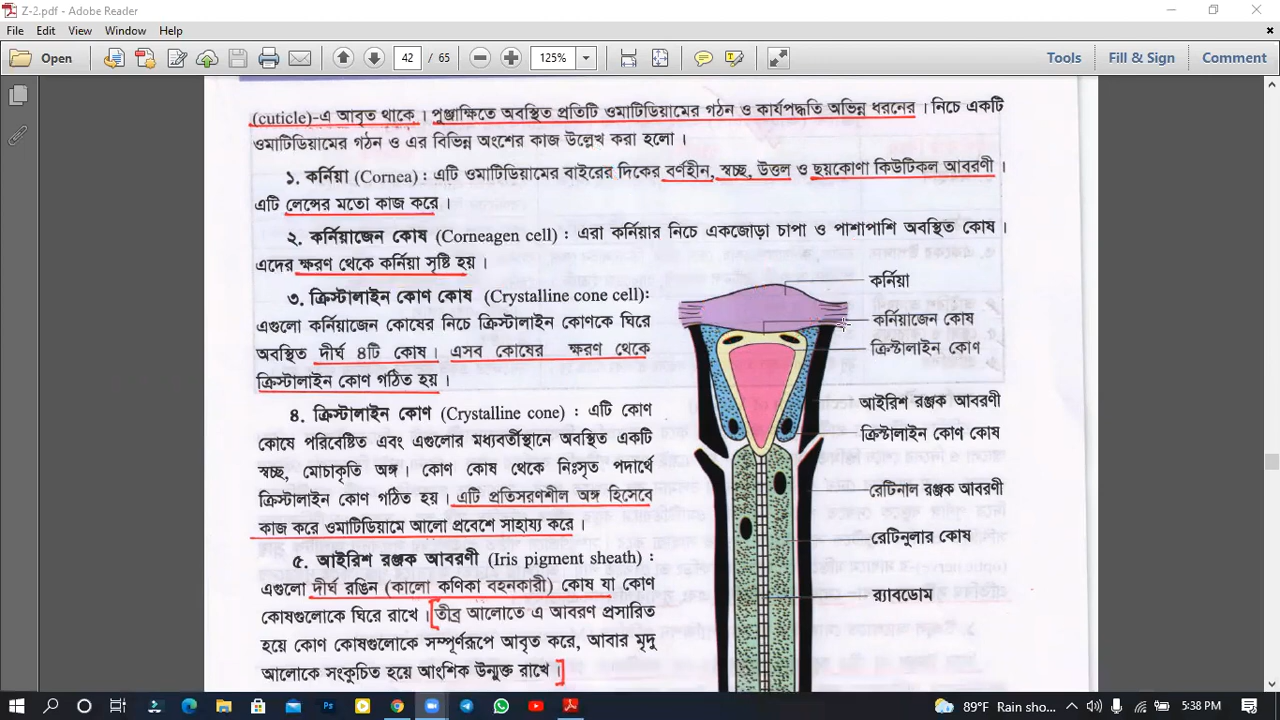 Z-2.pdf - Adobe Reader
File Edit View Window Help
Open 42 / 65 125% Tools Fill & Sign Comment
(cuticle)-এ আবৃত থাকে। পুঞ্জাক্ষিতে অবস্থিত প্রতিটি ওমাটিডিয়ামের গঠন ও কার্যপদ্ধতি অভিন্ন ধরনের। নিচে একটি
ওমাটিডিয়ামের গঠন ও এর বিভিন্ন অংশের কাজ উল্লেখ করা হলো।
১. কর্নিয়া (Cornea) : এটি ওমাটিডিয়ামের বাইরের দিকের বর্ণহীন, স্বচ্ছ, উত্তল ও ছয়কোণা কিউটিকল আবরণী।
এটি লেন্সের মতো কাজ করে।
২. কর্নিয়াজেন কোষ (Corneagen cell) : এরা কর্নিয়ার নিচে একজোড়া চাপা ও পাশাপাশি অবস্থিত কোষ।
এদের ক্ষরণ থেকে কর্নিয়া সৃষ্টি হয়।
৩. ক্রিস্টালাইন কোণ কোষ (Crystalline cone cell):
এগুলো কর্নিয়াজেন কোষের নিচে ক্রিস্টালাইন কোণকে ঘিরে
অবস্থিত দীর্ঘ ৪টি কোষ। এসব কোষের ক্ষরণ থেকে
ক্রিস্টালাইন কোণ গঠিত হয়।
৪. ক্রিস্টালাইন কোণ (Crystalline cone) : এটি কোণ
কোষে পরিবেষ্টিত এবং এগুলোর মধ্যবর্তীস্থানে অবস্থিত একটি
স্বচ্ছ, মোচাকৃতি অঙ্গ। কোণ কোষ থেকে নিঃসৃত পদার্থে
ক্রিস্টালাইন কোণ গঠিত হয়। এটি প্রতিসরণশীল অঙ্গ হিসেবে
কাজ করে ওমাটিডিয়ামে আলো প্রবেশে সাহায্য করে।
৫. আইরিশ রঞ্জক আবরণী (Iris pigment sheath) :
এগুলো দীর্ঘ রঙিন (কালো কণিকা বহনকারী) কোষ যা কোণ
কোষগুলোকে ঘিরে রাখে। [তীব্র আলোতে এ আবরণ প্রসারিত
হয়ে কোণ কোষগুলোকে সম্পূর্ণরূপে আবৃত করে, আবার মৃদু
আলোকে সংকুচিত হয়ে আংশিক উন্মুক্ত রাখে।]
কর্নিয়া
কর্নিয়াজেন কোষ
ক্রিস্টালাইন কোণ
আইরিশ রঞ্জক আবরণী
ক্রিস্টালাইন কোণ কোষ
রেটিনাল রঞ্জক আবরণী
রেটিনুলার কোষ
র‍্যাবডোম
89°F Rain sho... 5:38 PM